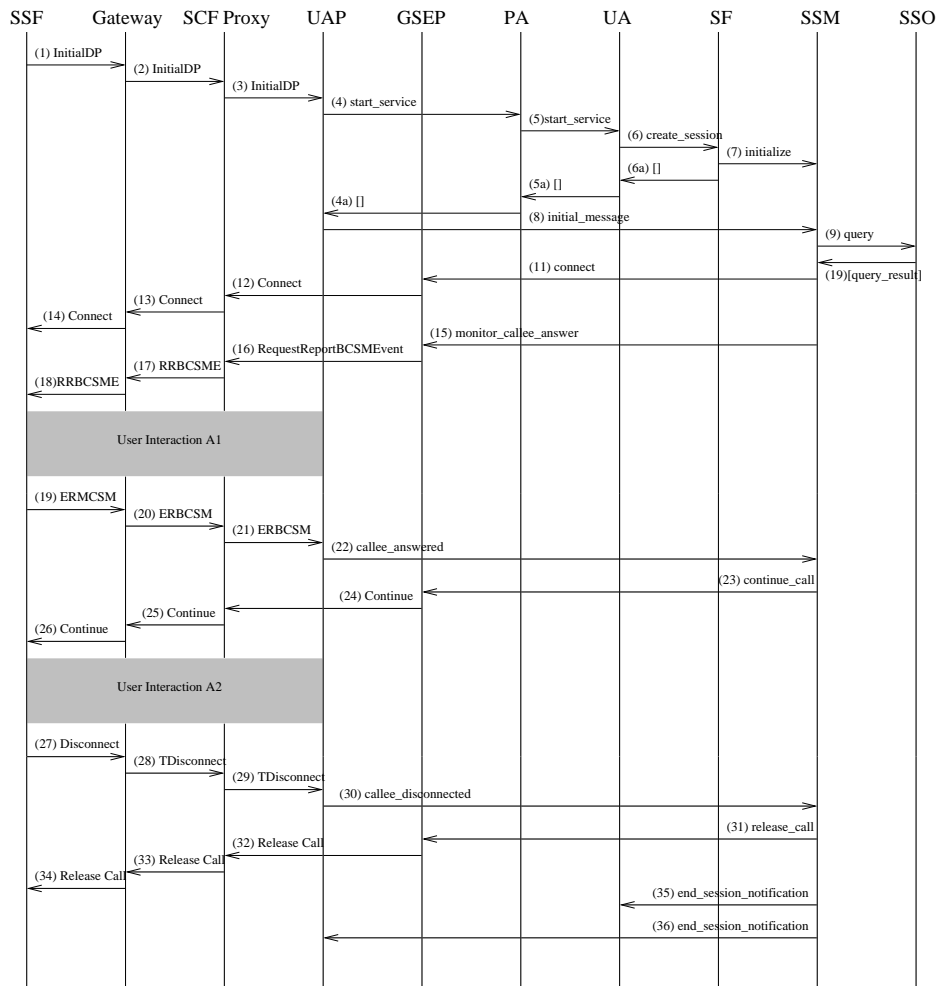 SSF Gateway SCF Proxy UAP GSEP PA UA SF SSM SSO
(1) InitialDP
(2) InitialDP
(3) InitialDP
(4) start_service
(5)start_service
(6) create_session
(7) initialize
(6a) []
(5a) []
(4a) []
(8) initial_message
(9) query
(19)[query_result]
(11) connect
(12) Connect
(13) Connect
(14) Connect
(15) monitor_callee_answer
(16) RequestReportBCSMEvent
(17) RRBCSME
(18)RRBCSME
User Interaction A1
(19) ERMCSM
(20) ERBCSM
(21) ERBCSM
(22) callee_answered
(23) continue_call
(24) Continue
(25) Continue
(26) Continue
User Interaction A2
(27) Disconnect
(28) TDisconnect
(29) TDisconnect
(30) callee_disconnected
(31) release_call
(32) Release Call
(33) Release Call
(34) Release Call
(35) end_session_notification
(36) end_session_notification